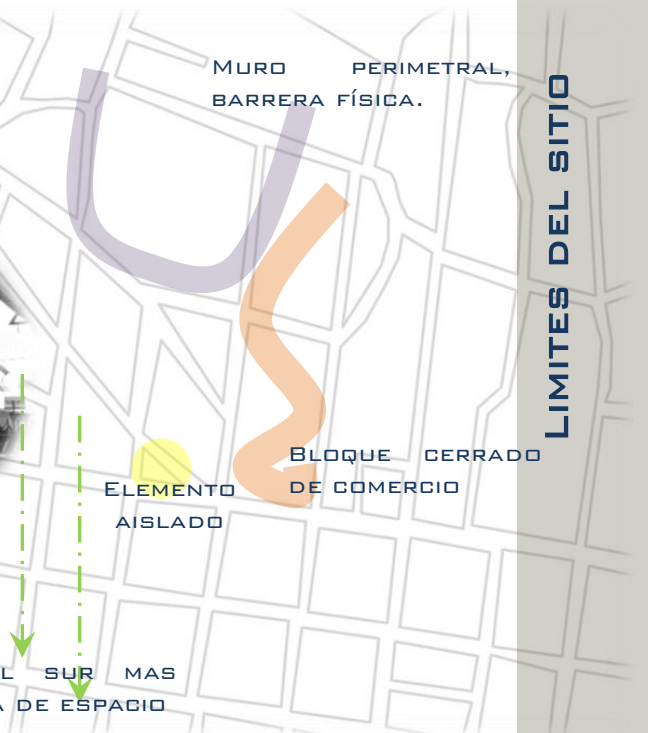 MURO PERIMETRAL,
BARRERA FÍSICA.
LIMITES DEL SITIO
BLOQUE CERRADO
DE COMERCIO
ELEMENTO
AISLADO
L SUR MAS
DE ESPACIO